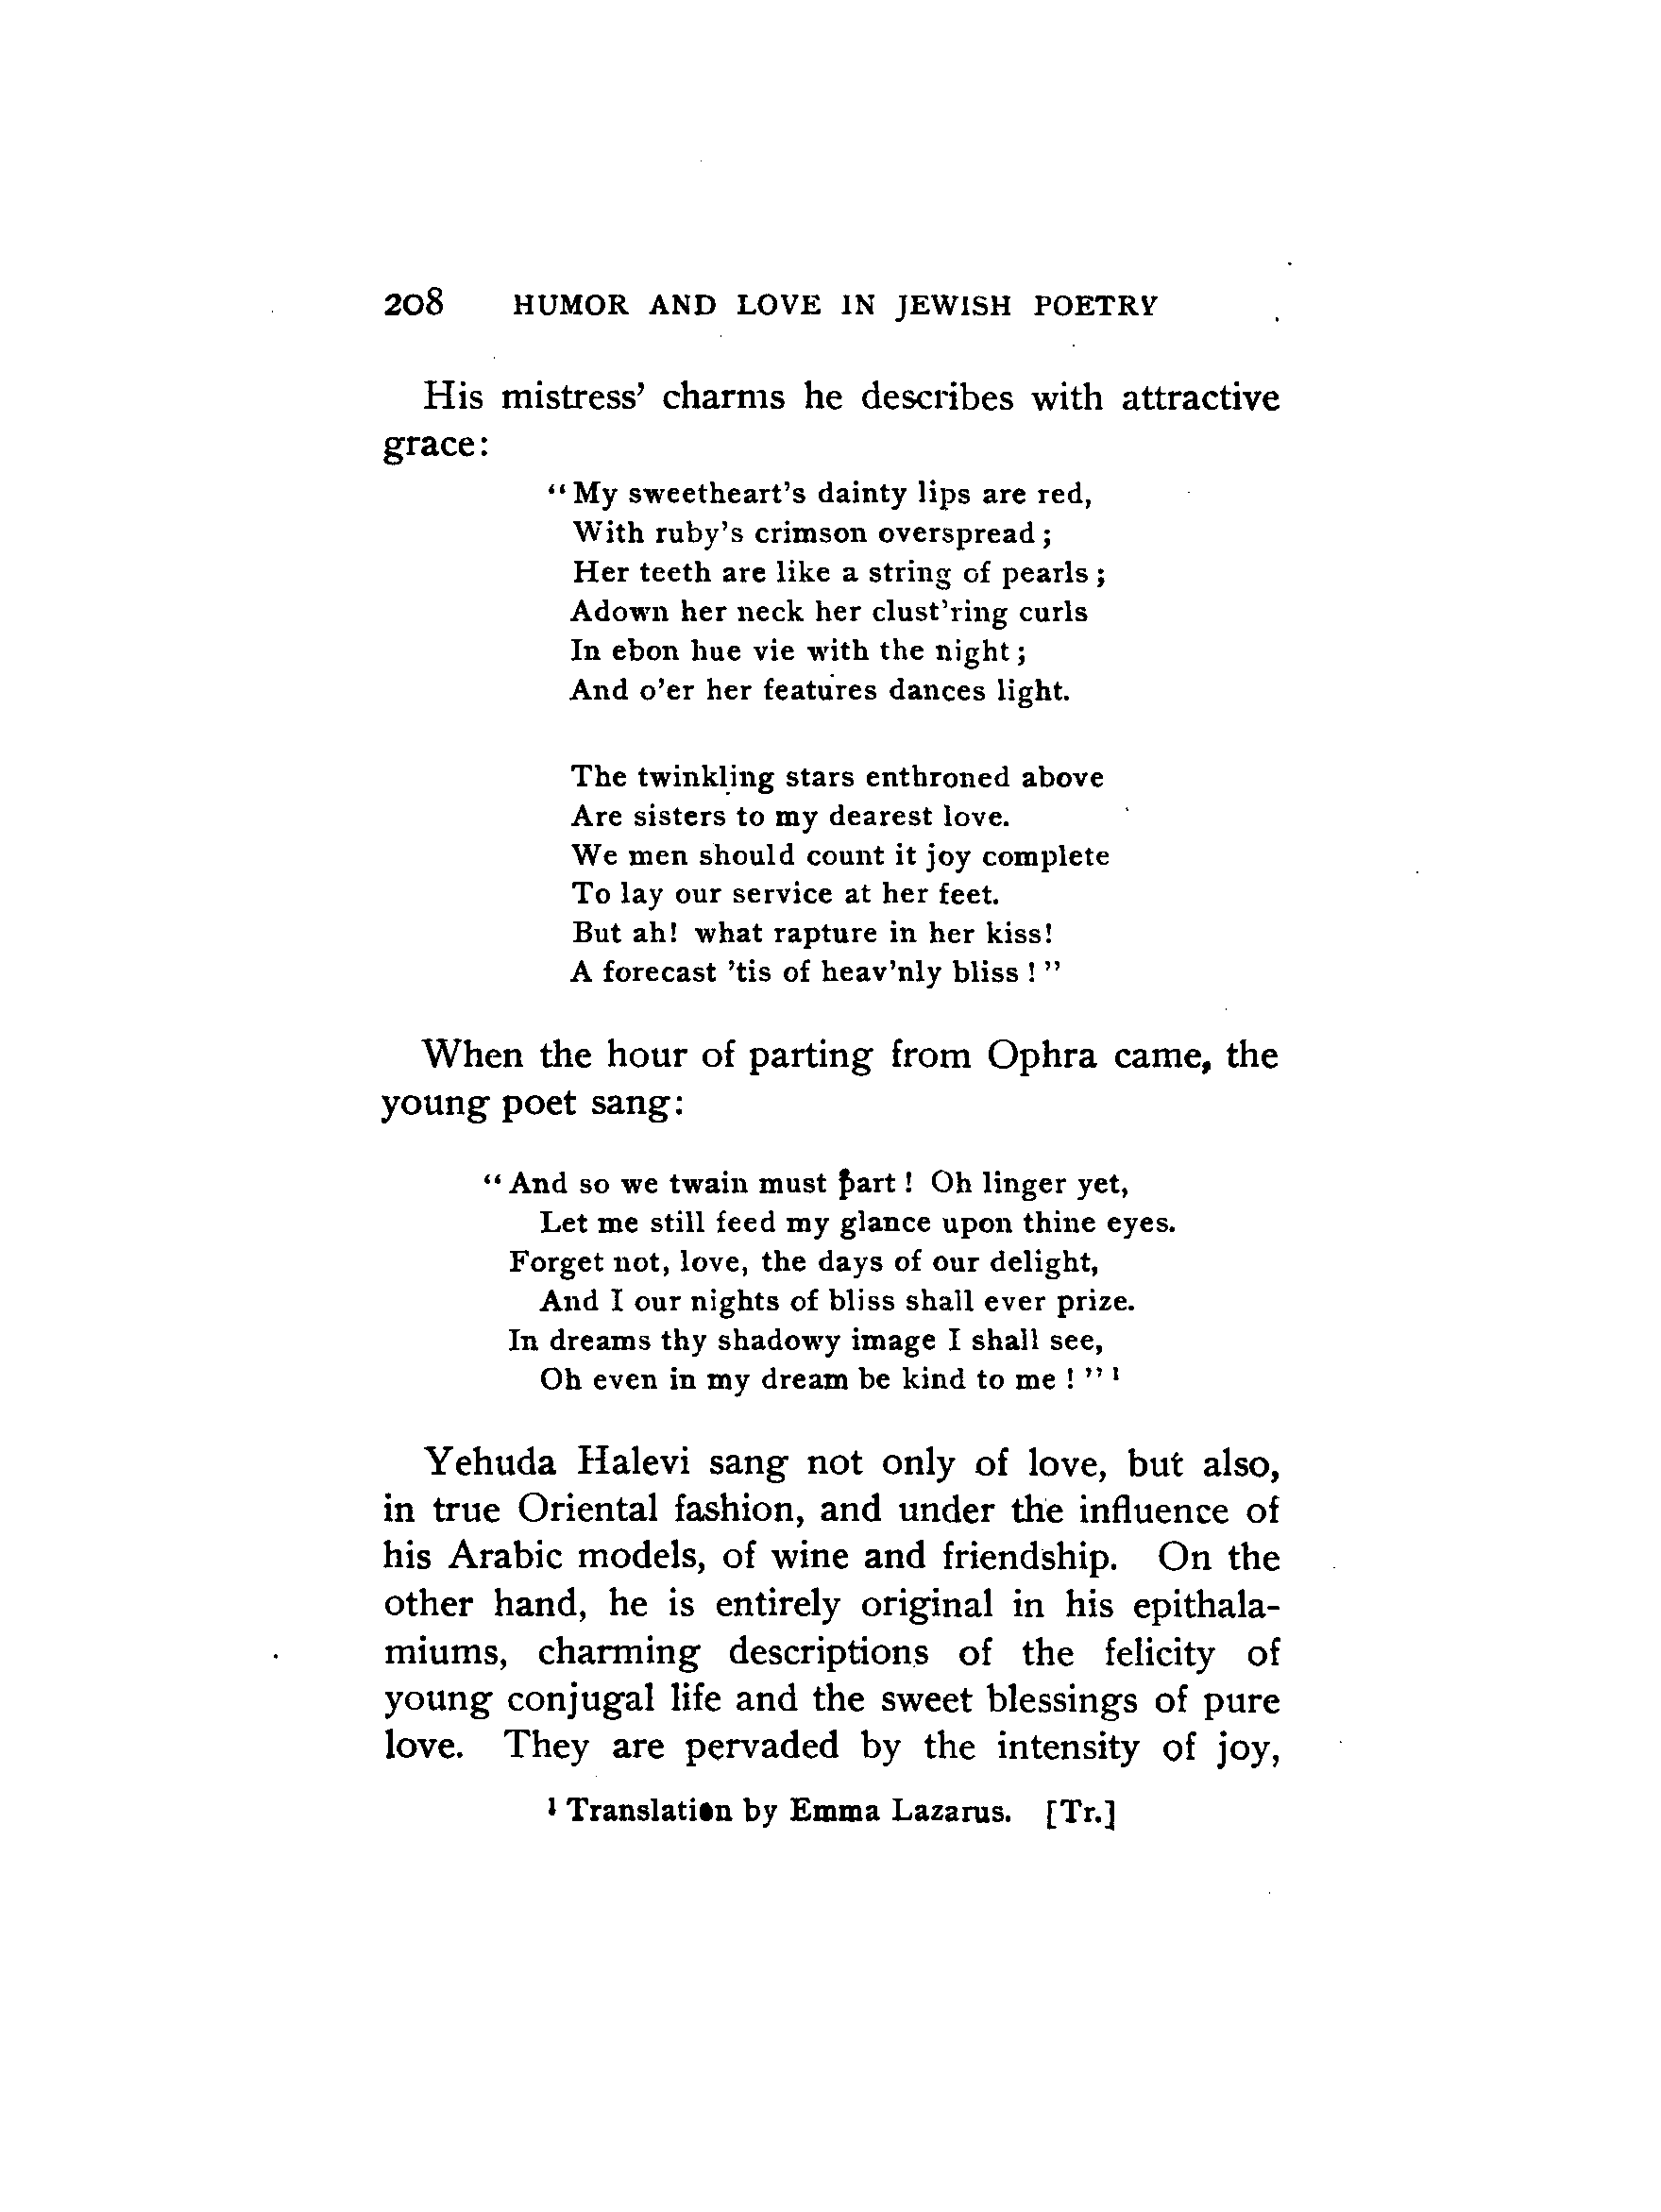 208 HUMOR AND LOVE IN JEWISH POETRY
His mistress’ charms he describes with attractive
grace:
“My sweetheart’s dainty lips are red,
With ruby’s crimson overspread;
Her teeth are like a string of pearls;
Adown her neck her clust’ring curls
In ebon hue vie with the night;
And o’er her features dances light.
The twinkling stars enthroned above
Are sisters to my dearest love.
We men should count it joy complete
To lay our service at her feet.
But ah! what rapture in her kiss!
A forecast ’tis of heav’nly bliss!”
When the hour of parting from Ophra came, the
young poet sang:
“And so we twain must part! Oh linger yet,
Let me still feed my glance upon thine eyes.
Forget not, love, the days of our delight,
And I our nights of bliss shall ever prize.
In dreams thy shadowy image I shall see,
Oh even in my dream be kind to me!”¹
Yehuda Halevi sang not only of love, but also,
in true Oriental fashion, and under the influence of
his Arabic models, of wine and friendship. On the
other hand, he is entirely original in his epithala-
miums, charming descriptions of the felicity of
young conjugal life and the sweet blessings of pure
love. They are pervaded by the intensity of joy,
¹ Translation by Emma Lazarus. [Tr.]